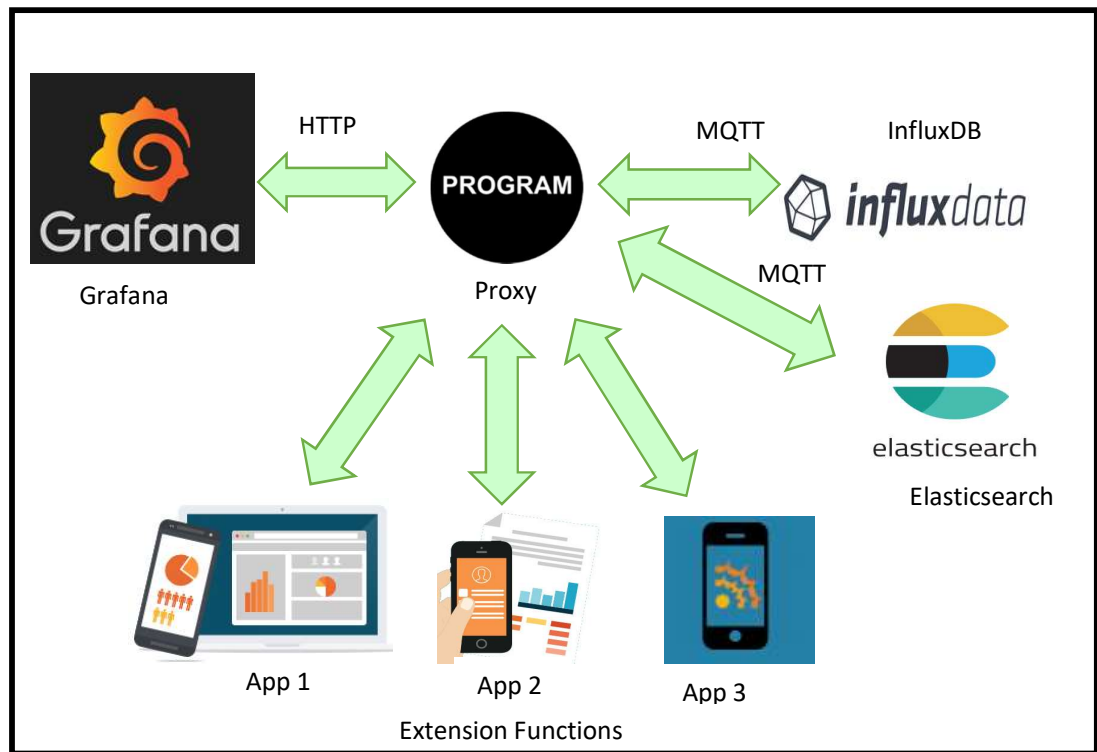 HTTP
MQTT
InfluxDB
Grafana
PROGRAM
influxdata
Grafana
Proxy
MQTT
elasticsearch
Elasticsearch
App 1
App 2
App 3
Extension Functions